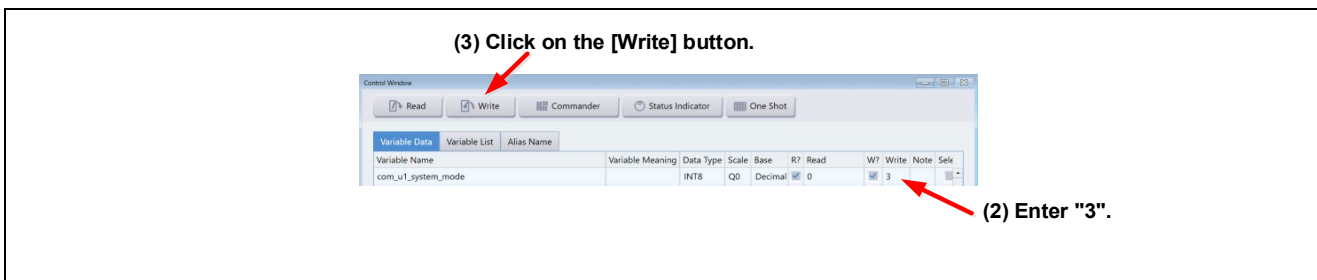 (3) Click on the [Write] button.
Control Window
Read Write Commander Status Indicator One Shot
Variable Data Variable List Alias Name
Variable Name Variable Meaning Data Type Scale Base R? Read W? Write Note Sele
com_u1_system_mode INT8 Q0 Decimal 0 3
(2) Enter "3".